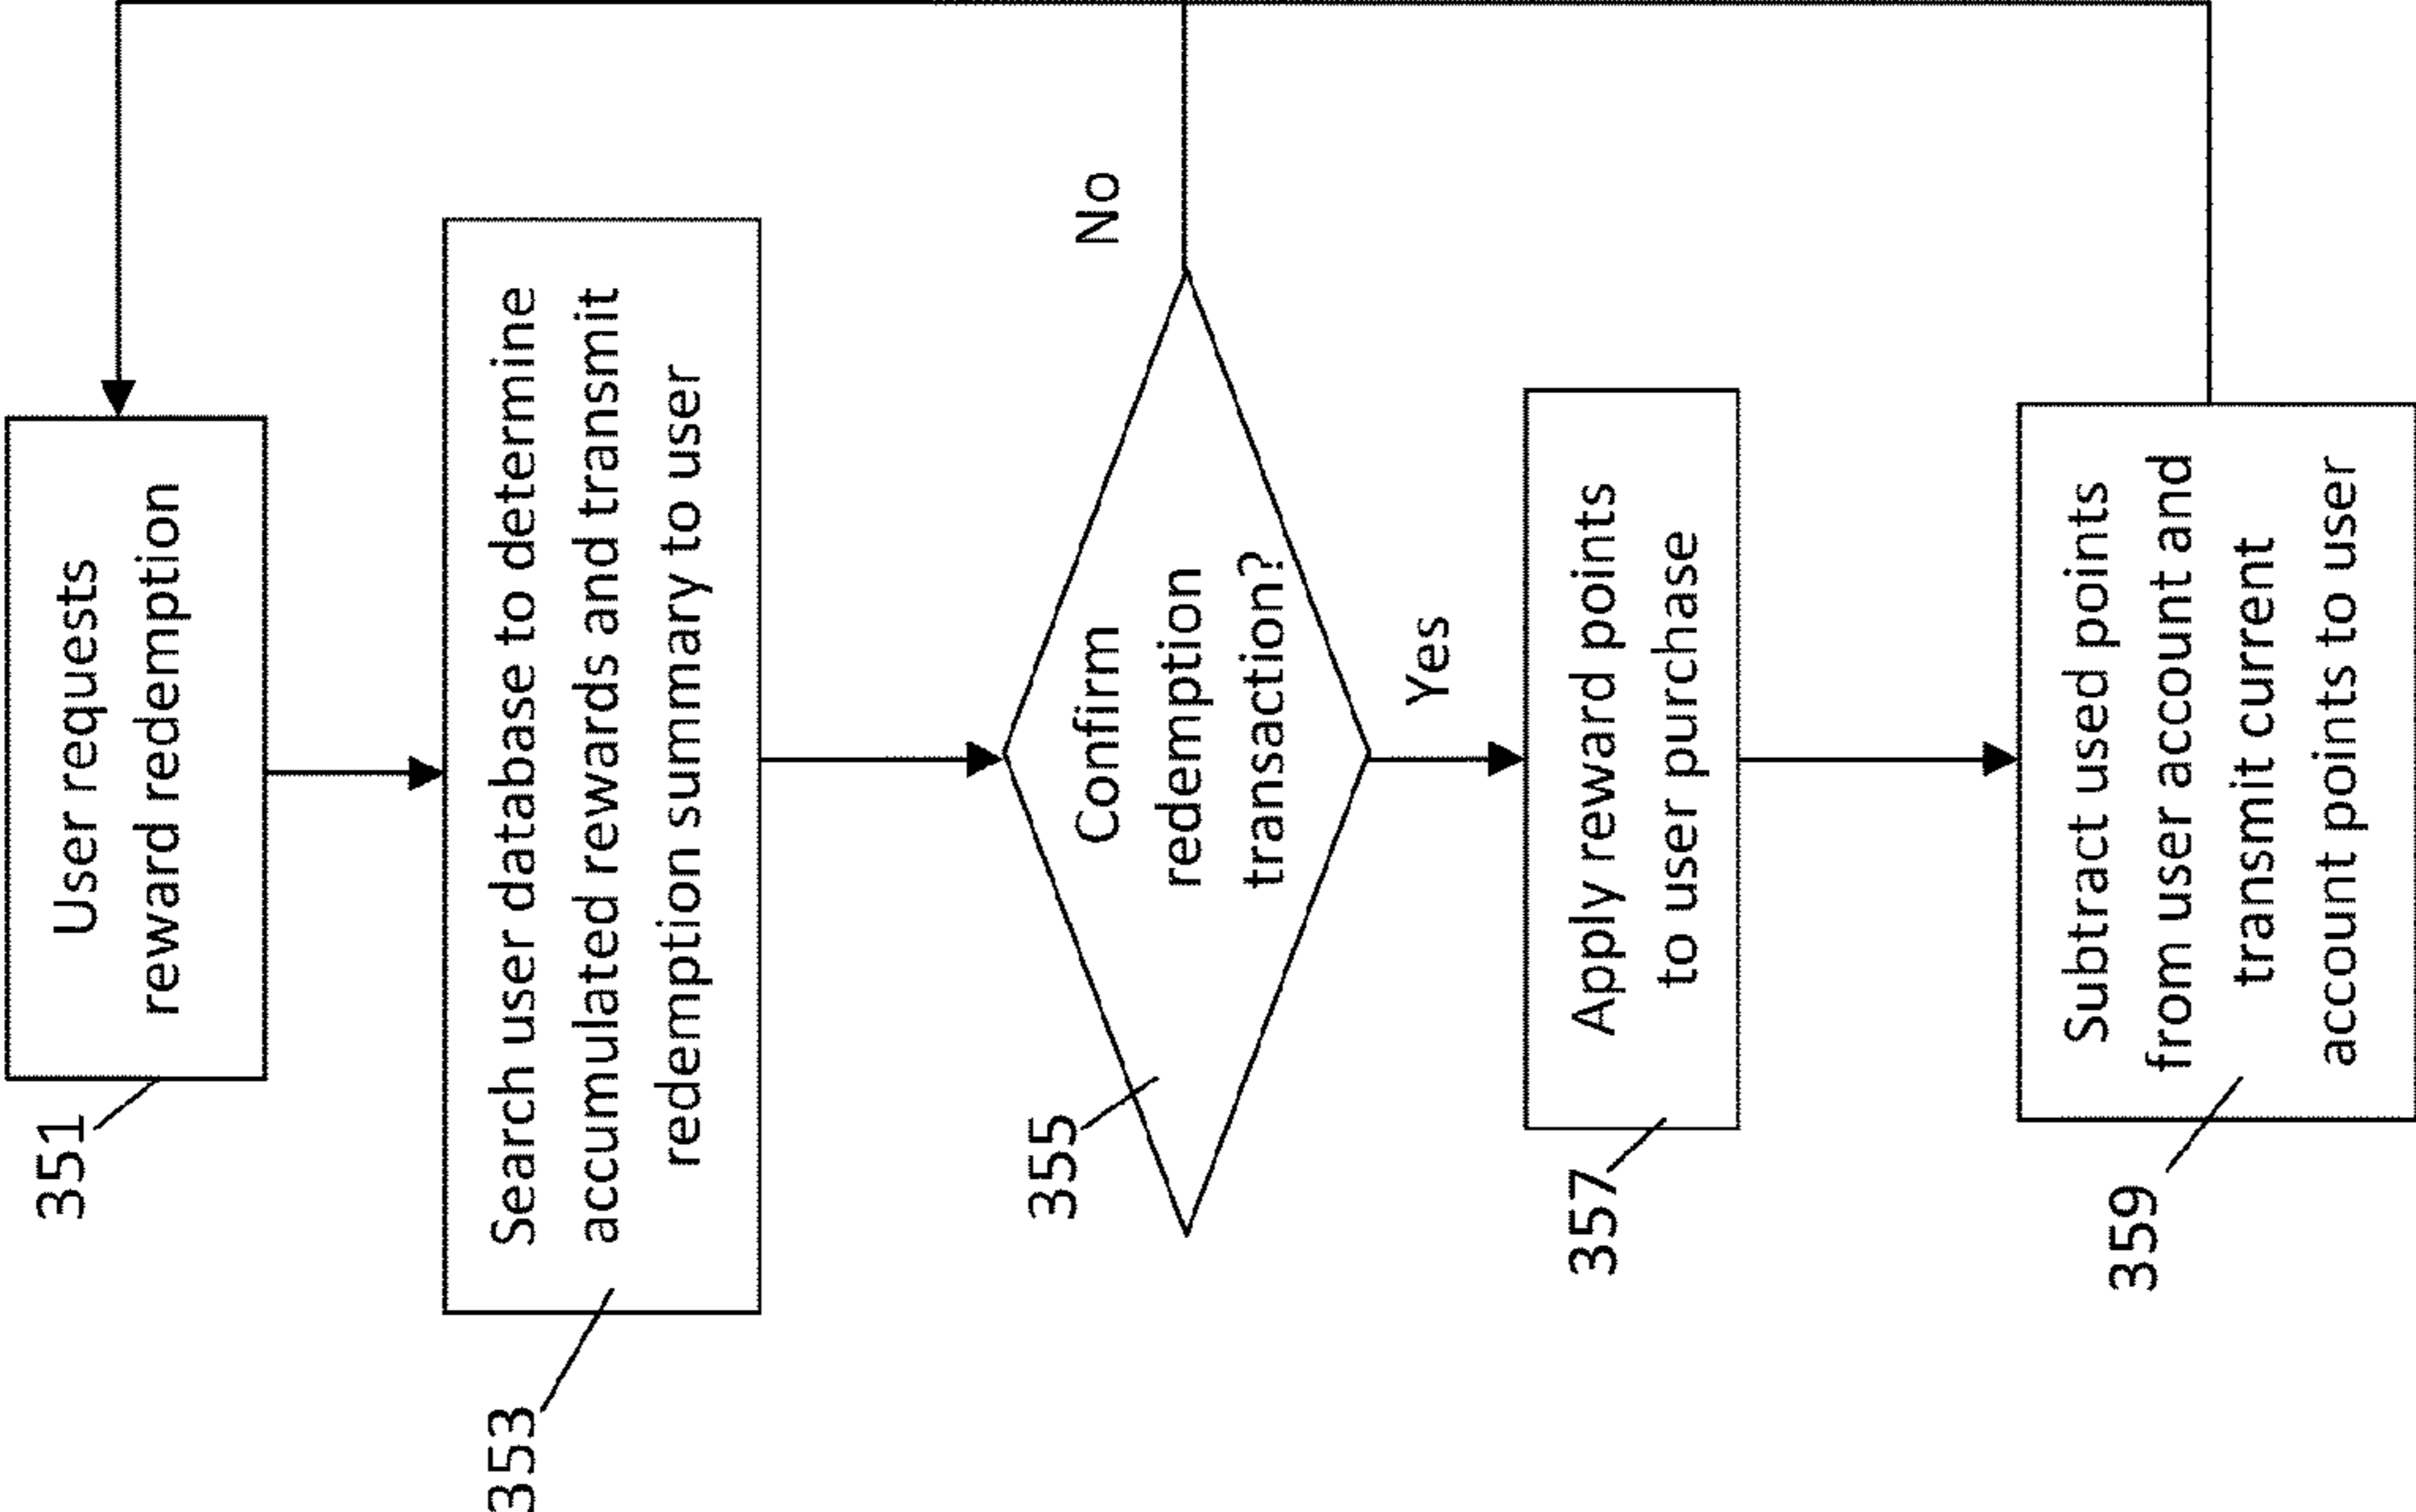 351
User requests
reward redemption
353
Search user database to determine
accumulated rewards and transmit
redemption summary to user
355
Confirm
redemption
transaction?
No
Yes
357
Apply reward points
to user purchase
359
Subtract used points
from user account and
transmit current
account points to user